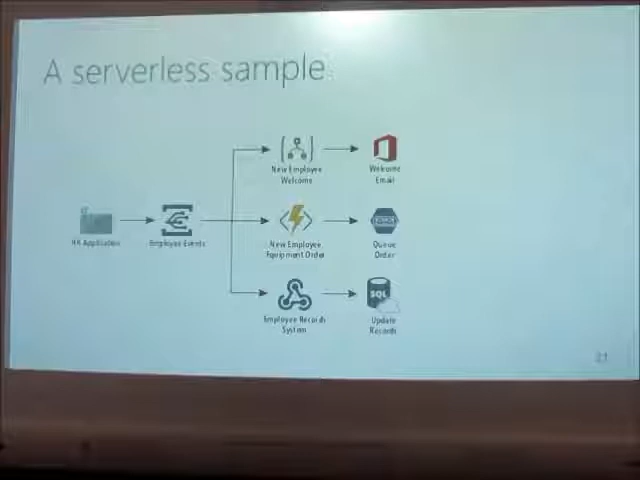 A serverless sample
New Employee
Welcome
Welcome
Email
HR Application
Employee Events
New Employee
Equipment Order
Queue
Order
SQL
Employee Records
System
Update
Records
21